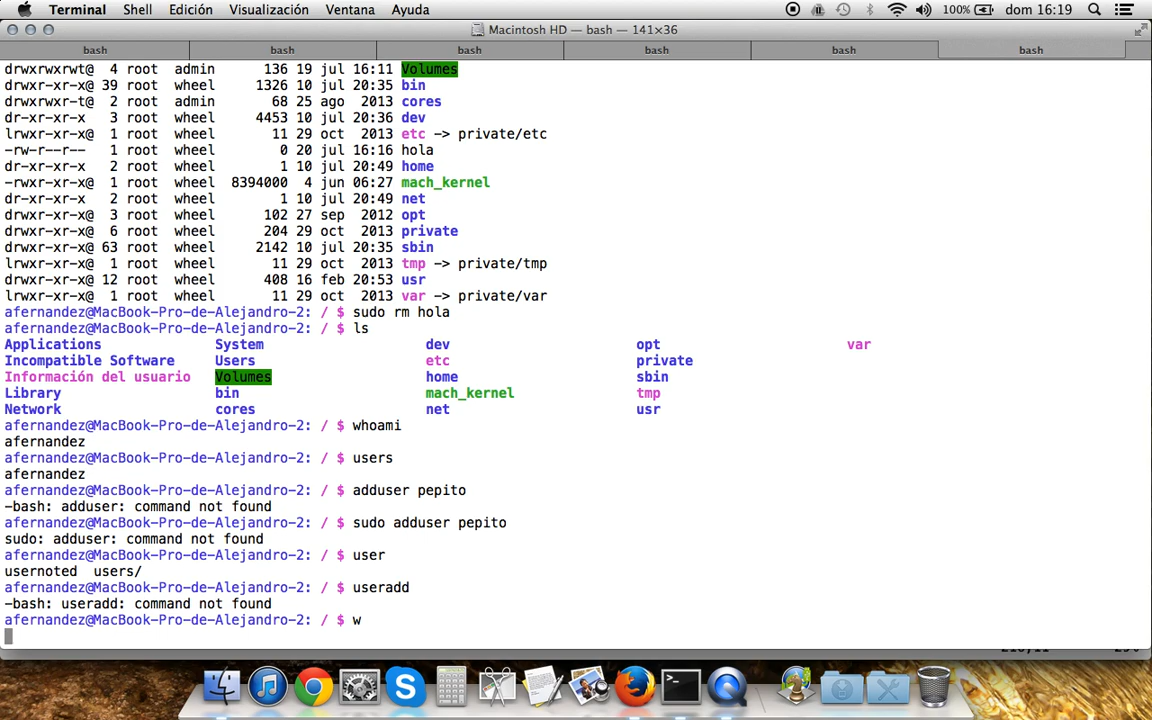 Terminal Shell Edición Visualización Ventana Ayuda 100% dom 16:19
Macintosh HD — bash — 141×36
bash bash bash bash bash bash
drwxrwxrwt@ 4 root admin 136 19 jul 16:11 Volumes
drwxr-xr-x@ 39 root wheel 1326 10 jul 20:35 bin
drwxrwxr-t@ 2 root admin 68 25 ago 2013 cores
dr-xr-xr-x 3 root wheel 4453 10 jul 20:36 dev
lrwxr-xr-x@ 1 root wheel 11 29 oct 2013 etc -> private/etc
-rw-r--r-- 1 root wheel 0 20 jul 16:16 hola
dr-xr-xr-x 2 root wheel 1 10 jul 20:49 home
-rwxr-xr-x@ 1 root wheel 8394000 4 jun 06:27 mach_kernel
dr-xr-xr-x 2 root wheel 1 10 jul 20:49 net
drwxr-xr-x@ 3 root wheel 102 27 sep 2012 opt
drwxr-xr-x@ 6 root wheel 204 29 oct 2013 private
drwxr-xr-x@ 63 root wheel 2142 10 jul 20:35 sbin
lrwxr-xr-x@ 1 root wheel 11 29 oct 2013 tmp -> private/tmp
drwxr-xr-x@ 12 root wheel 408 16 feb 20:53 usr
lrwxr-xr-x@ 1 root wheel 11 29 oct 2013 var -> private/var
afernandez@MacBook-Pro-de-Alejandro-2: / $ sudo rm hola
afernandez@MacBook-Pro-de-Alejandro-2: / $ ls
Applications System dev opt var
Incompatible Software Users etc private
Información del usuario Volumes home sbin
Library bin mach_kernel tmp
Network cores net usr
afernandez@MacBook-Pro-de-Alejandro-2: / $ whoami
afernandez
afernandez@MacBook-Pro-de-Alejandro-2: / $ users
afernandez
afernandez@MacBook-Pro-de-Alejandro-2: / $ adduser pepito
-bash: adduser: command not found
afernandez@MacBook-Pro-de-Alejandro-2: / $ sudo adduser pepito
sudo: adduser: command not found
afernandez@MacBook-Pro-de-Alejandro-2: / $ user
usernoted users/
afernandez@MacBook-Pro-de-Alejandro-2: / $ useradd
-bash: useradd: command not found
afernandez@MacBook-Pro-de-Alejandro-2: / $ w